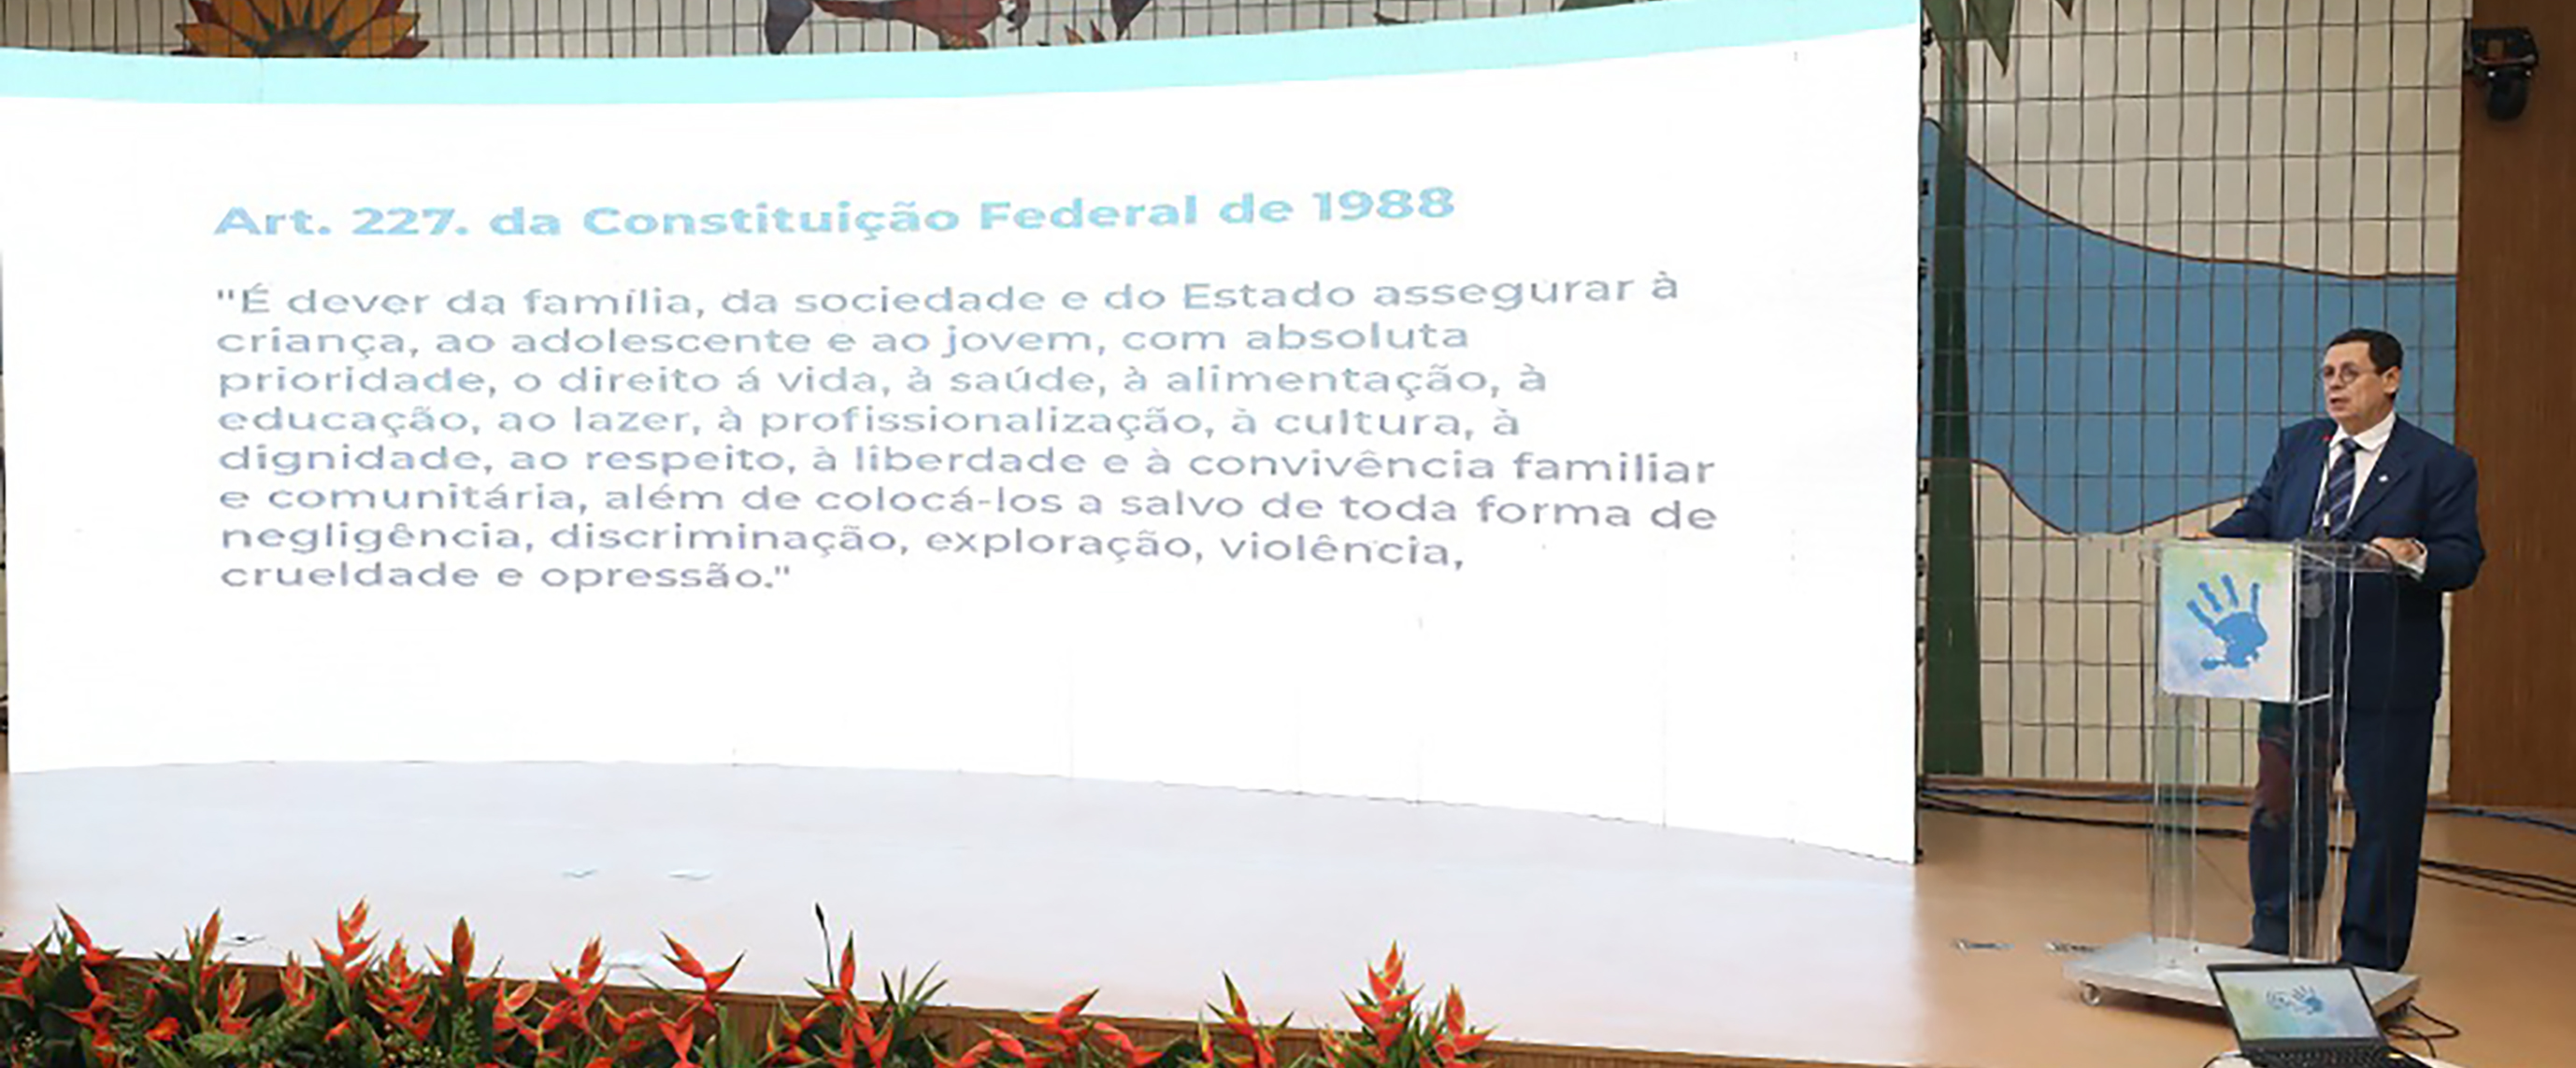 Art. 227. da Constituição Federal de 1988
"É dever da família, da sociedade e do Estado assegurar à
criança, ao adolescente e ao jovem, com absoluta
prioridade, o direito á vida, à saúde, à alimentação, à
educação, ao lazer, à profissionalização, à cultura, à
dignidade, ao respeito, à liberdade e à convivência familiar
e comunitária, além de colocá-los a salvo de toda forma de
negligência, discriminação, exploração, violência,
crueldade e opressão."